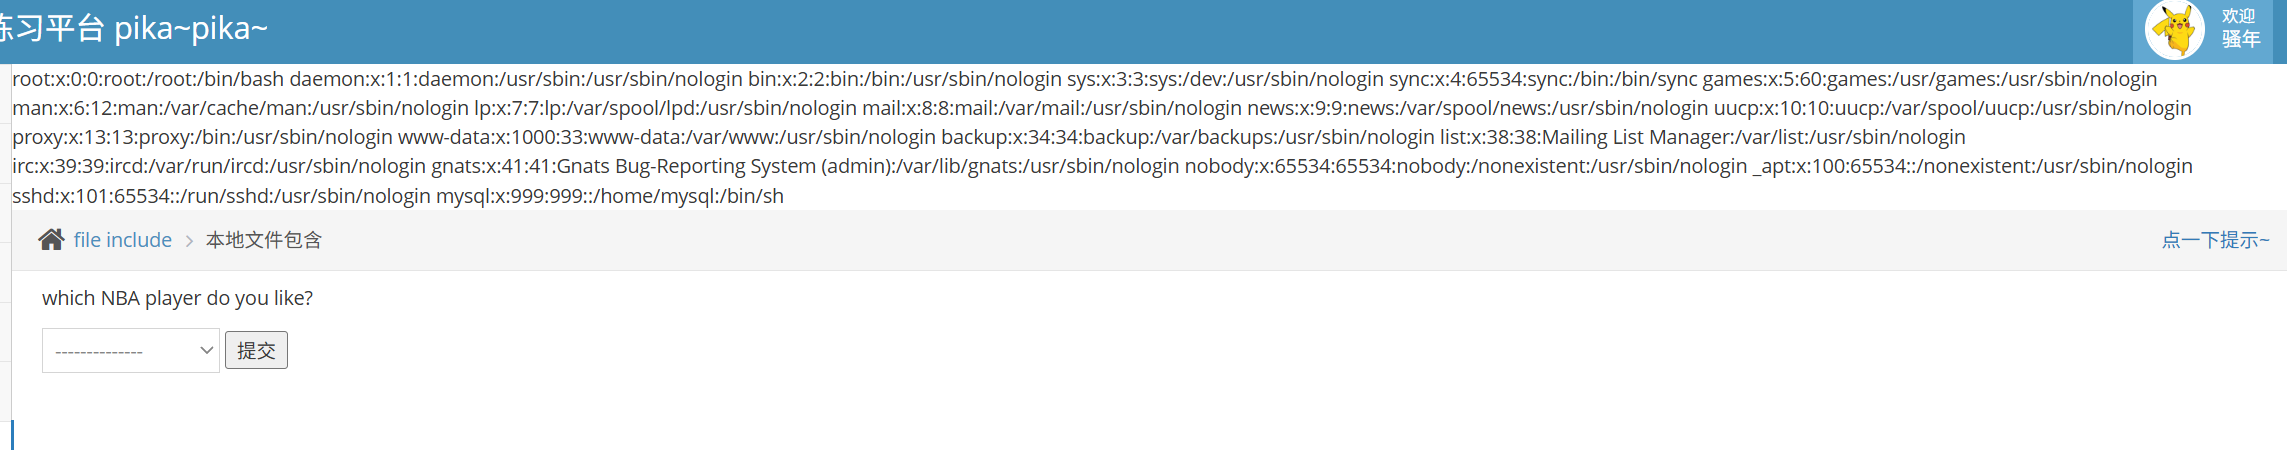 练习平台 pika~pika~
欢迎
骚年
root:x:0:0:root:/root:/bin/bash daemon:x:1:1:daemon:/usr/sbin:/usr/sbin/nologin bin:x:2:2:bin:/bin:/usr/sbin/nologin sys:x:3:3:sys:/dev:/usr/sbin/nologin sync:x:4:65534:sync:/bin:/bin/sync games:x:5:60:games:/usr/games:/usr/sbin/nologin
man:x:6:12:man:/var/cache/man:/usr/sbin/nologin lp:x:7:7:lp:/var/spool/lpd:/usr/sbin/nologin mail:x:8:8:mail:/var/mail:/usr/sbin/nologin news:x:9:9:news:/var/spool/news:/usr/sbin/nologin uucp:x:10:10:uucp:/var/spool/uucp:/usr/sbin/nologin
proxy:x:13:13:proxy:/bin:/usr/sbin/nologin www-data:x:1000:33:www-data:/var/www:/usr/sbin/nologin backup:x:34:34:backup:/var/backups:/usr/sbin/nologin list:x:38:38:Mailing List Manager:/var/list:/usr/sbin/nologin
irc:x:39:39:ircd:/var/run/ircd:/usr/sbin/nologin gnats:x:41:41:Gnats Bug-Reporting System (admin):/var/lib/gnats:/usr/sbin/nologin nobody:x:65534:65534:nobody:/nonexistent:/usr/sbin/nologin _apt:x:100:65534::/nonexistent:/usr/sbin/nologin
sshd:x:101:65534::/run/sshd:/usr/sbin/nologin mysql:x:999:999::/home/mysql:/bin/sh
file include > 本地文件包含
点一下提示~
which NBA player do you like?
-------------- 提交